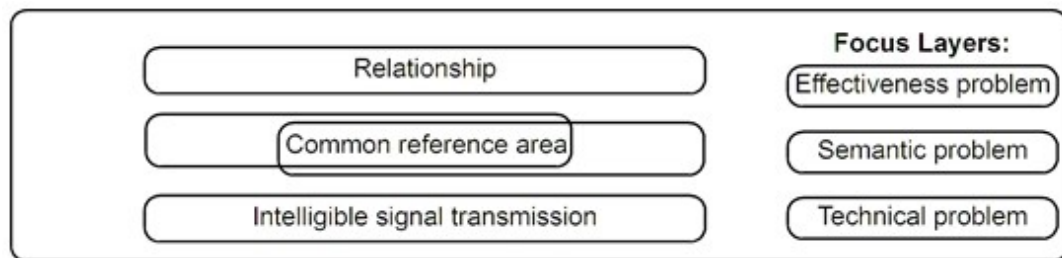 Focus Layers:
Relationship
Effectiveness problem
Common reference area
Semantic problem
Intelligible signal transmission
Technical problem